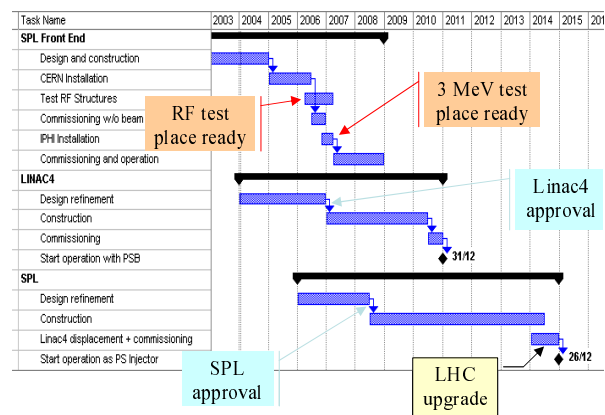 Task Name 2003 2004 2005 2006 2007 2008 2009 2010 2011 2012 2013 2014 2015 201
SPL Front End
Design and construction
CERN Installation
Test RF Structures
Commissioning w/o beam
IPHI Installation
Commissioning and operation
RF test
place ready
3 MeV test
place ready
LINAC4
Design refinement
Construction
Commissioning
Start operation with PSB
31/12
Linac4
approval
SPL
Design refinement
Construction
Linac4 displacement + commissioning
Start operation as PS Injector
26/12
SPL
approval
LHC
upgrade